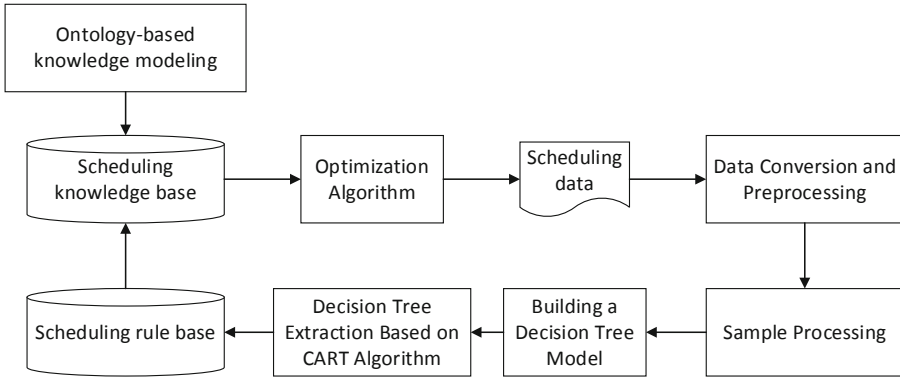 Ontology-based
knowledge modeling
Scheduling
knowledge base
Optimization
Algorithm
Scheduling
data
Data Conversion and
Preprocessing
Scheduling rule base
Decision Tree
Extraction Based on
CART Algorithm
Building a
Decision Tree
Model
Sample Processing